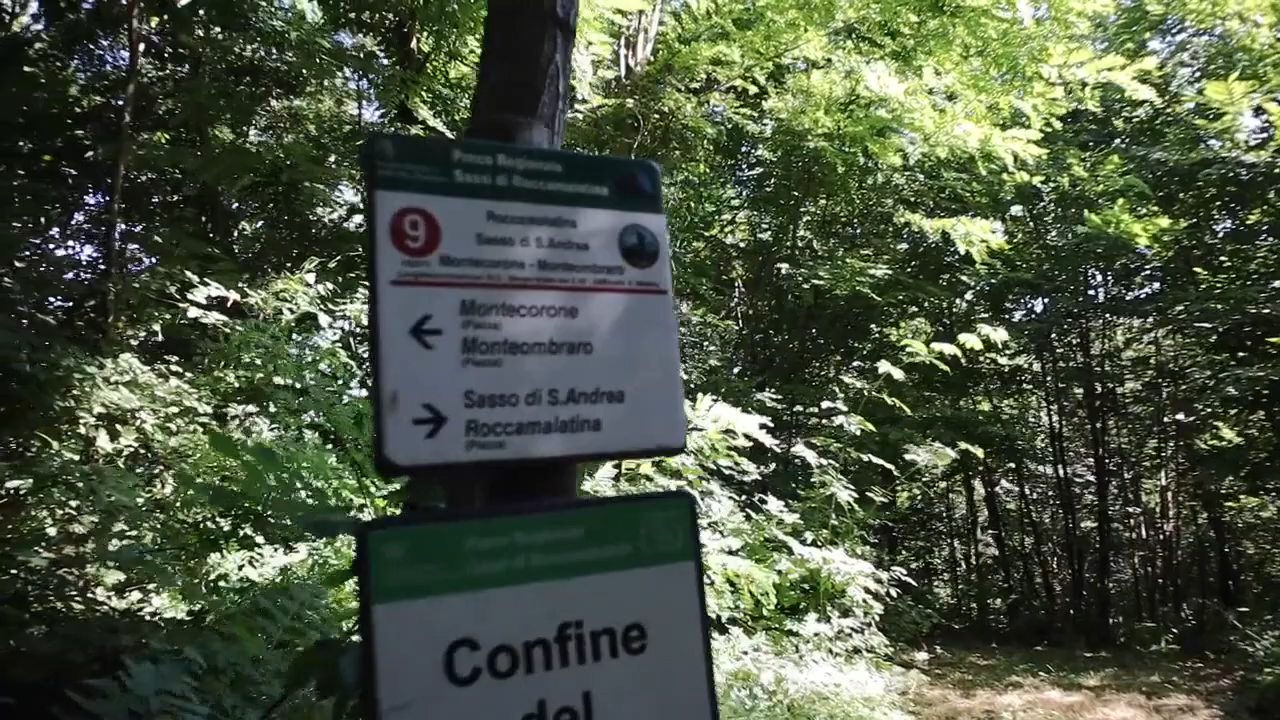 Parco Regionale
Sassi di Roccamalatina
9
Roccamalatina
Sasso di S.Andrea
Montecorone - Monteombraro
Montecorone
(Piazza)
Monteombraro
(Piazza)
Sasso di S.Andrea
Roccamalatina
(Piazza)
Confine
del